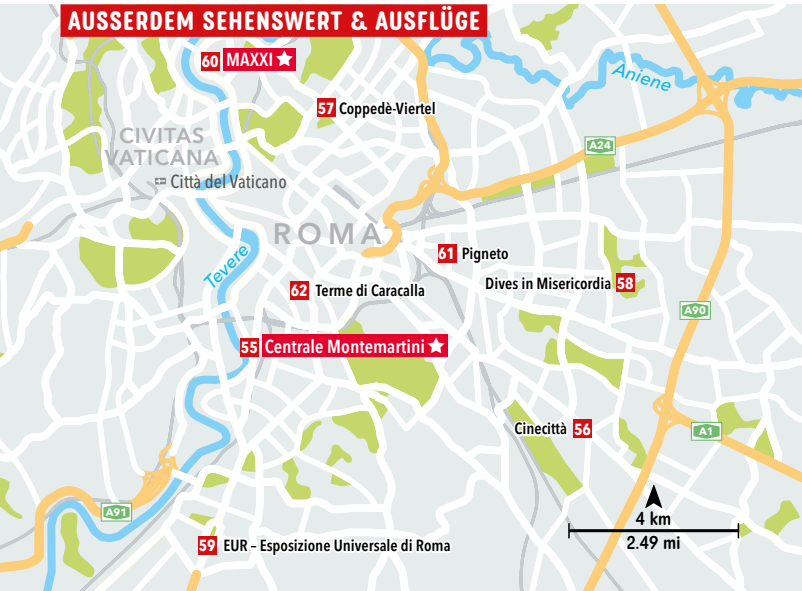 AUSSERDEM SEHENSWERT & AUSFLÜGE
60 MAXXI
Aniene
57 Coppedè-Viertel
CIVITAS
VATICANA
A24
Città del Vaticano
ROMA
Tevere
61 Pigneto
62 Terme di Caracalla
Dives in Misericordia 58
A90
55 Centrale Montemartini
Cinecittà 56
A1
A91
4 km
2.49 mi
59 EUR – Esposizione Universale di Roma